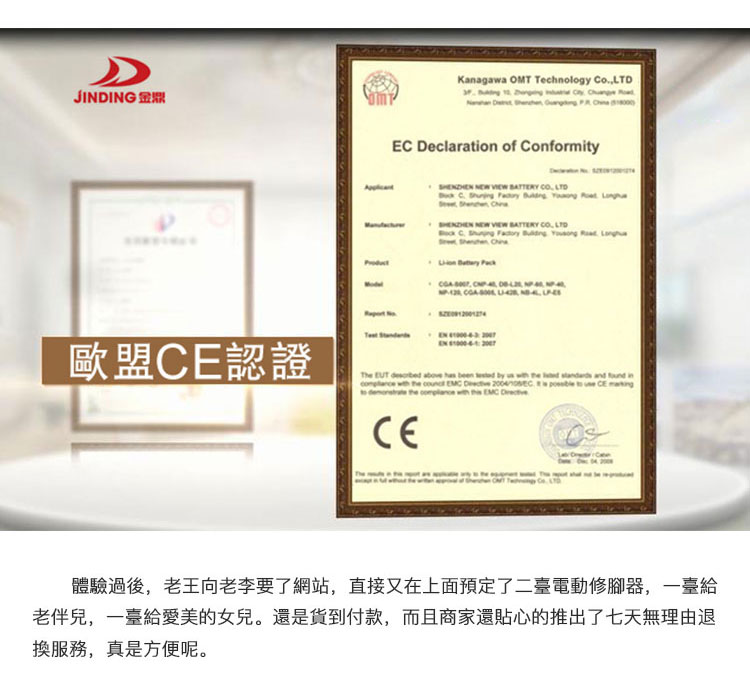 JINDING 金鼎
歐盟CE認證
OMT
Kanagawa OMT Technology Co.,LTD
3/F., Building 10, Zhongxing Industrial City, Chuangye Road,
Nanshan District, Shenzhen, Guangdong, P.R. China (518000)
EC Declaration of Conformity
Declaration No. SZE0912001274
Applicant : SHENZHEN NEW VIEW BATTERY CO., LTD
Block C, Shunjing Factory Building, Yousong Road, Longhua
Street, Shenzhen, China
Manufacturer : SHENZHEN NEW VIEW BATTERY CO., LTD
Block C, Shunjing Factory Building, Yousong Road, Longhua
Street, Shenzhen, China
Product : Li-ion Battery Pack
Model : CGA-S007, CNP-40, DB-L20, NP-60, NP-40,
NP-120, CGA-S005, LI-42B, NB-4L, LP-E5
Report No. : SZE0912001274
Test Standards : EN 61000-6-3: 2007
EN 61000-6-1: 2007
The EUT described above has been tested by us with the listed standards and found in
compliance with the council EMC Directive 2004/108/EC. It is possible to use CE marking
to demonstrate the compliance with this EMC Directive.
CE
Lab Director / Cabin
Date: Dec. 04, 2009
The results in this report are applicable only to the equipment tested. This report shall not be re-produced
except in full without the written approval of Shenzhen OMT Technology Co., LTD.
體驗過後，老王向老李要了網站，直接又在上面預定了二臺電動修腳器，一臺給
老伴兒，一臺給愛美的女兒。還是貨到付款，而且商家還貼心的推出了七天無理由退
換服務，真是方便呢。